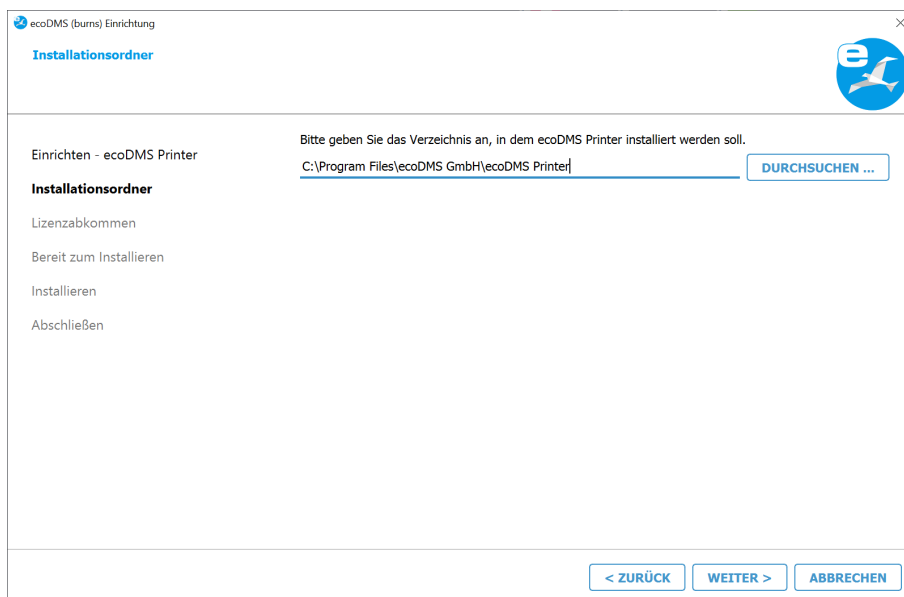 ecoDMS (burns) Einrichtung
Installationsordner
e
Bitte geben Sie das Verzeichnis an, in dem ecoDMS Printer installiert werden soll.
C:\Program Files\ecoDMS GmbH\ecoDMS Printer
DURCHSUCHEN ...
Einrichten - ecoDMS Printer
Installationsordner
Lizenzabkommen
Bereit zum Installieren
Installieren
Abschließen
< ZURÜCK
WEITER >
ABBRECHEN